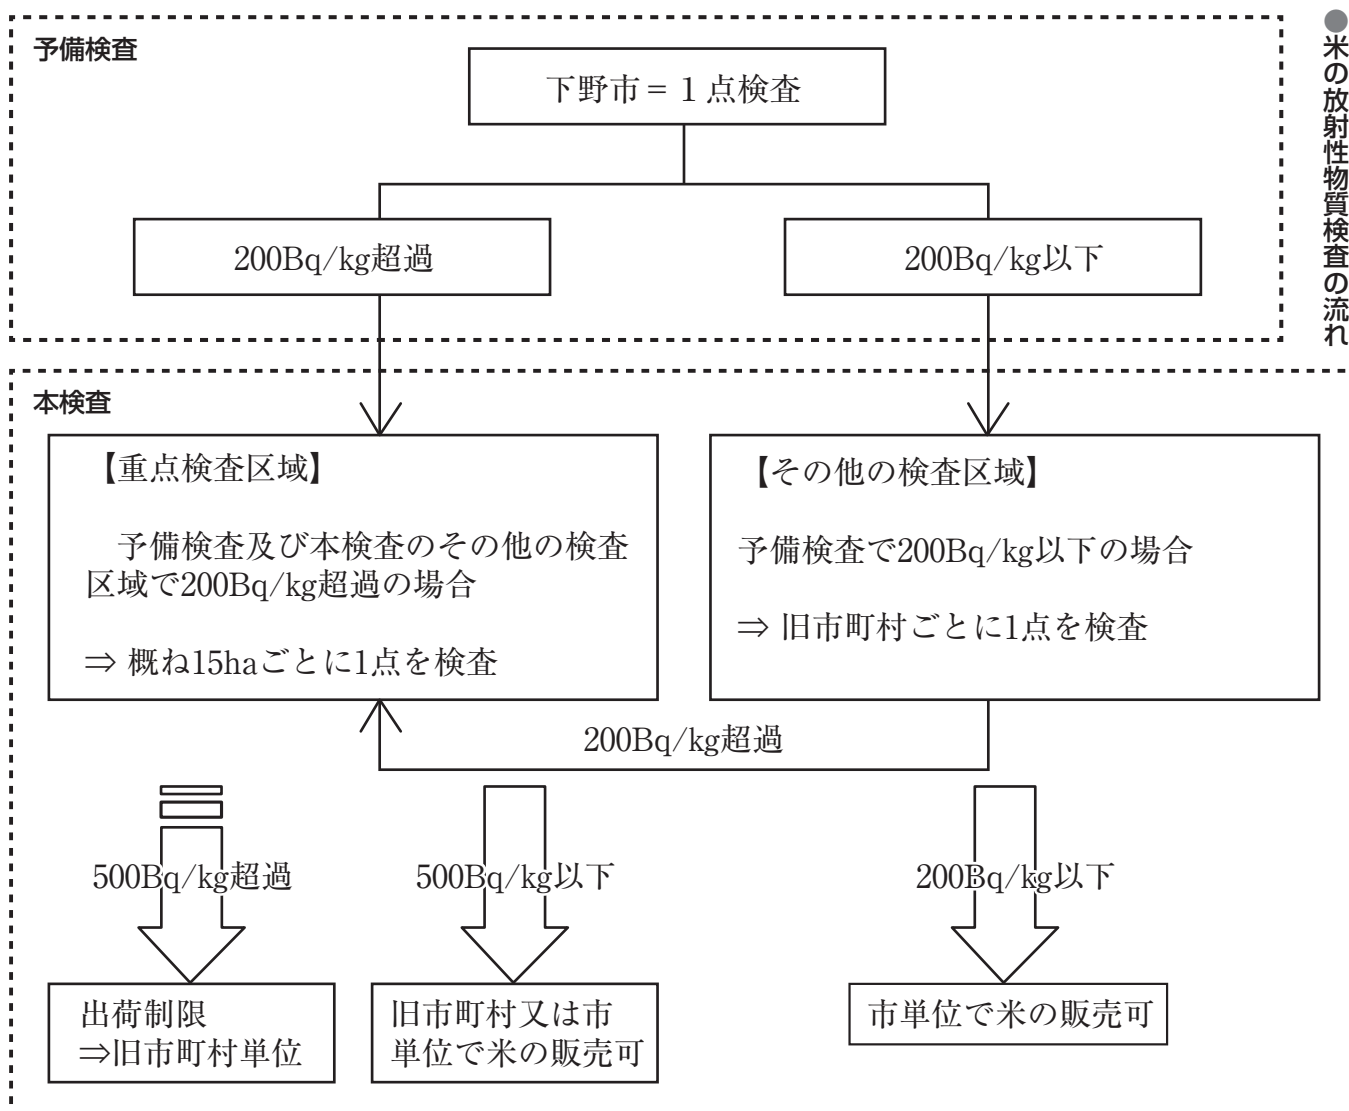 ●米の放射性物質検査の流れ
予備検査
下野市＝１点検査
200Bq/kg超過
200Bq/kg以下
本検査
【重点検査区域】
予備検査及び本検査のその他の検査
区域で200Bq/kg超過の場合
⇒ 概ね15haごとに1点を検査
【その他の検査区域】
予備検査で200Bq/kg以下の場合
⇒ 旧市町村ごとに1点を検査
200Bq/kg超過
500Bq/kg超過
500Bq/kg以下
200Bq/kg以下
出荷制限
⇒旧市町村単位
旧市町村又は市
単位で米の販売可
市単位で米の販売可